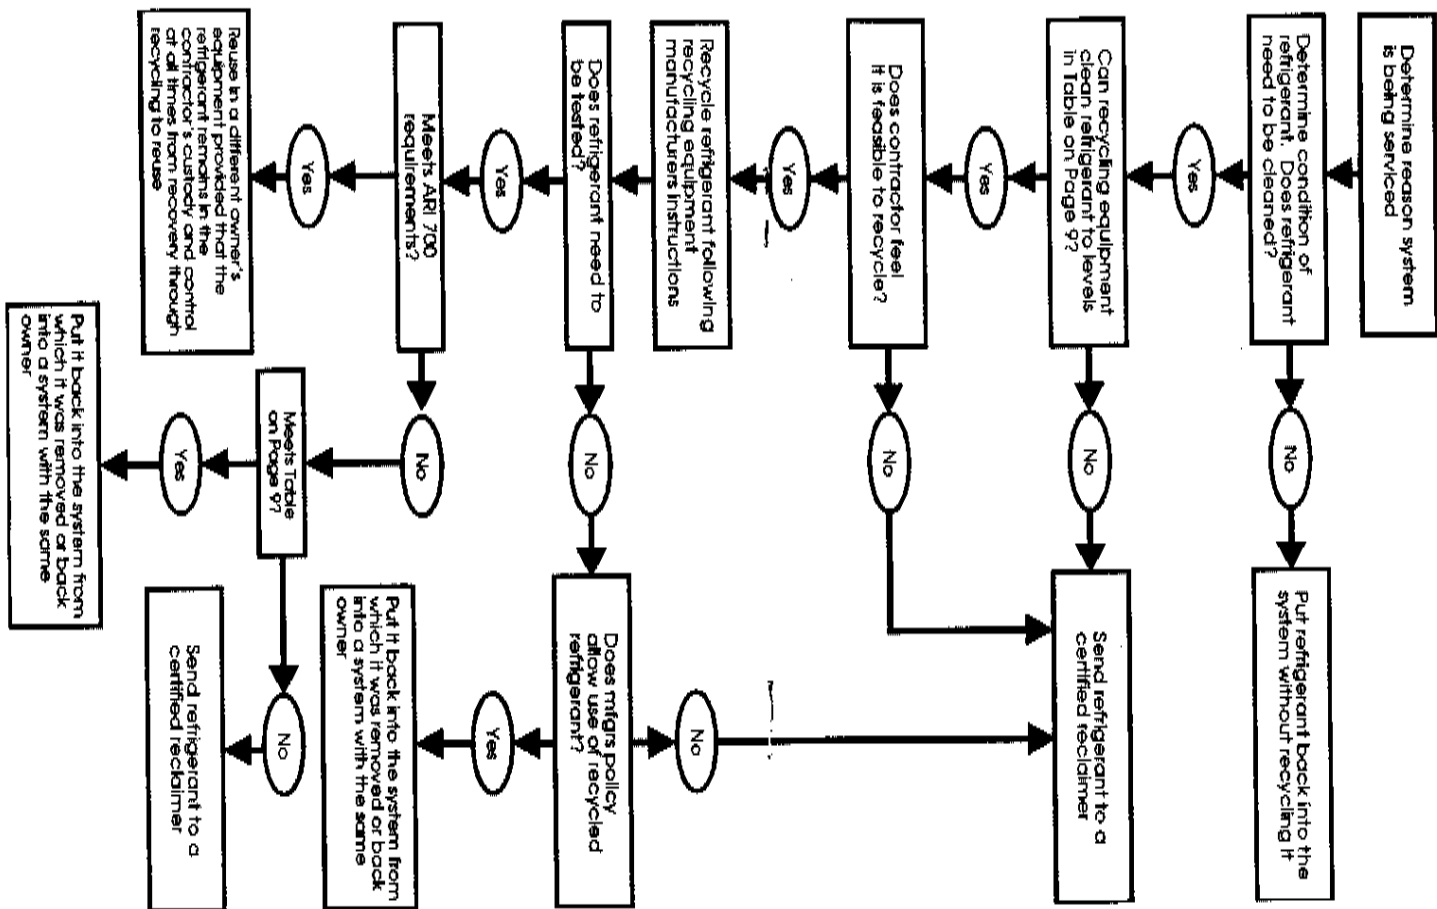 Determine reason system
is being serviced
Determine condition of
refrigerant. Does refrigerant
need to be cleaned?
Yes
No
Put refrigerant back into the
system without recycling it
Can recycling equipment
clean refrigerant to levels
in Table on Page 9?
Yes
No
Send refrigerant to a
certified reclaimer
Does contractor feel
it is feasible to recycle?
Yes
No
Recycle refrigerant following
recycling equipment
manufacturers instructions
Does refrigerant need to
be tested?
Yes
No
Does mfgrs policy
allow use of recycled
refrigerant?
No
Yes
Put it back into the system from
which it was removed or back
into a system with the same
owner
Meets ARI 700
requirements?
Yes
No
Reuse in a different owner's
equipment provided that the
refrigerant remains in the
contractor's custody and control
at all times from recovery through
recycling to reuse
Meets Table
on Page 9?
Yes
No
Send refrigerant to a
certified reclaimer
Put it back into the system from
which it was removed or back
into a system with the same
owner